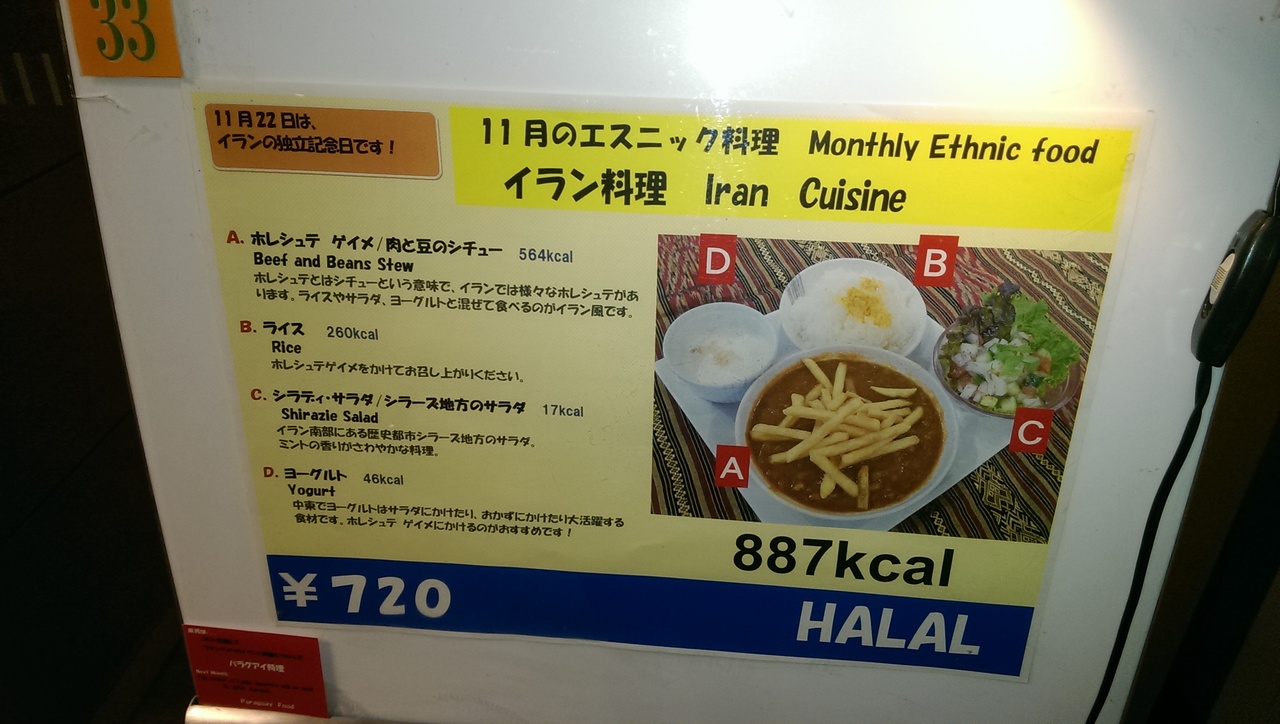 33
11月22日は、
イランの独立記念日です!
11月のエスニック料理 Monthly Ethnic food
イラン料理 Iran Cuisine
A. ホレシュテ ゲイメ/肉と豆のシチュー 564kcal
Beef and Beans Stew
ホレシュテとはシチューという意味で、イランでは様々なホレシュテがあ
ります。ライスやサラダ、ヨーグルトと混ぜて食べるのがイラン風です。
B. ライス 260kcal
Rice
ホレシュテゲイメをかけてお召し上がりください。
C. シラティ・サラダ/シラーズ地方のサラダ 17kcal
Shirazie Salad
イラン南部にある歴史都市シラーズ地方のサラダ。
ミントの香りがさわやかな料理。
D. ヨーグルト 46kcal
Yogurt
中東でヨーグルトはサラダにかけたり、おかずにかけたり大活躍する
食材です。ホレシュテ ゲイメにかけるのがおすすめです!
D
B
A
C
887kcal
¥720
HALAL
パラグアイ料理
Next Month
Paraguai Food